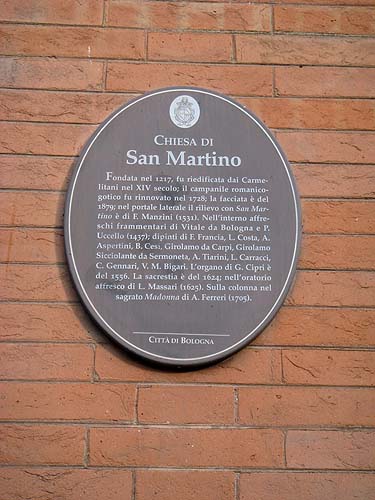 CHIESA DI
San Martino
Fondata nel 1217, fu riedificata dai Carme-
litani nel XIV secolo; il campanile romanico-
gotico fu rinnovato nel 1728; la facciata è del
1879; nel portale laterale il rilievo con San Mar-
tino è di F. Manzini (1531). Nell'interno affre-
schi frammentari di Vitale da Bologna e P.
Uccello (1437); dipinti di F. Francia, L. Costa, A.
Aspertini, B. Cesi, Girolamo da Carpi, Girolamo
Sicciolante da Sermoneta, A. Tiarini, L. Carracci,
C. Gennari, V. M. Bigari. L'organo di G. Cipri è
del 1556. La sacrestia è del 1624; nell'oratorio
affresco di L. Massari (1625). Sulla colonna nel
sagrato Madonna di A. Ferreri (1705).
CITTÀ DI BOLOGNA